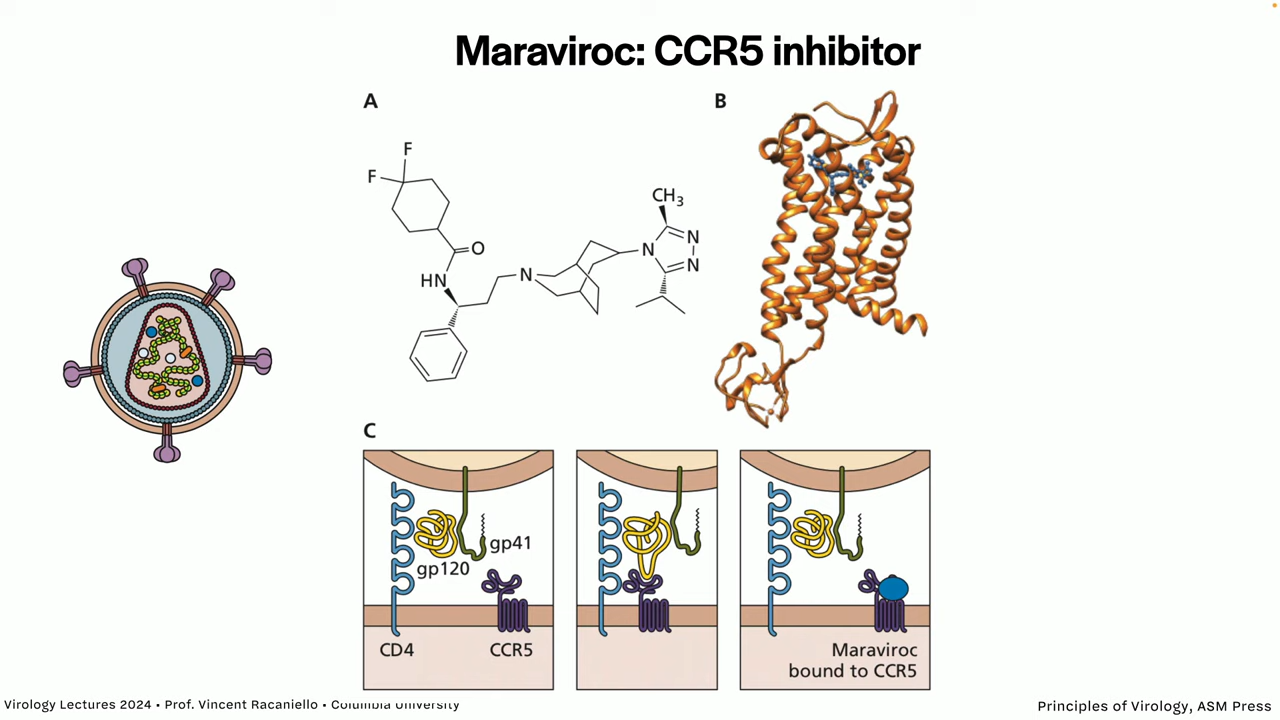 Maraviroc: CCR5 inhibitor
A
B
F
F
O
HN
N
CH3
N
N
N
C
gp41
gp120
CD4
CCR5
Maraviroc
bound to CCR5
Virology Lectures 2024 • Prof. Vincent Racaniello • Columbia University
Principles of Virology, ASM Press